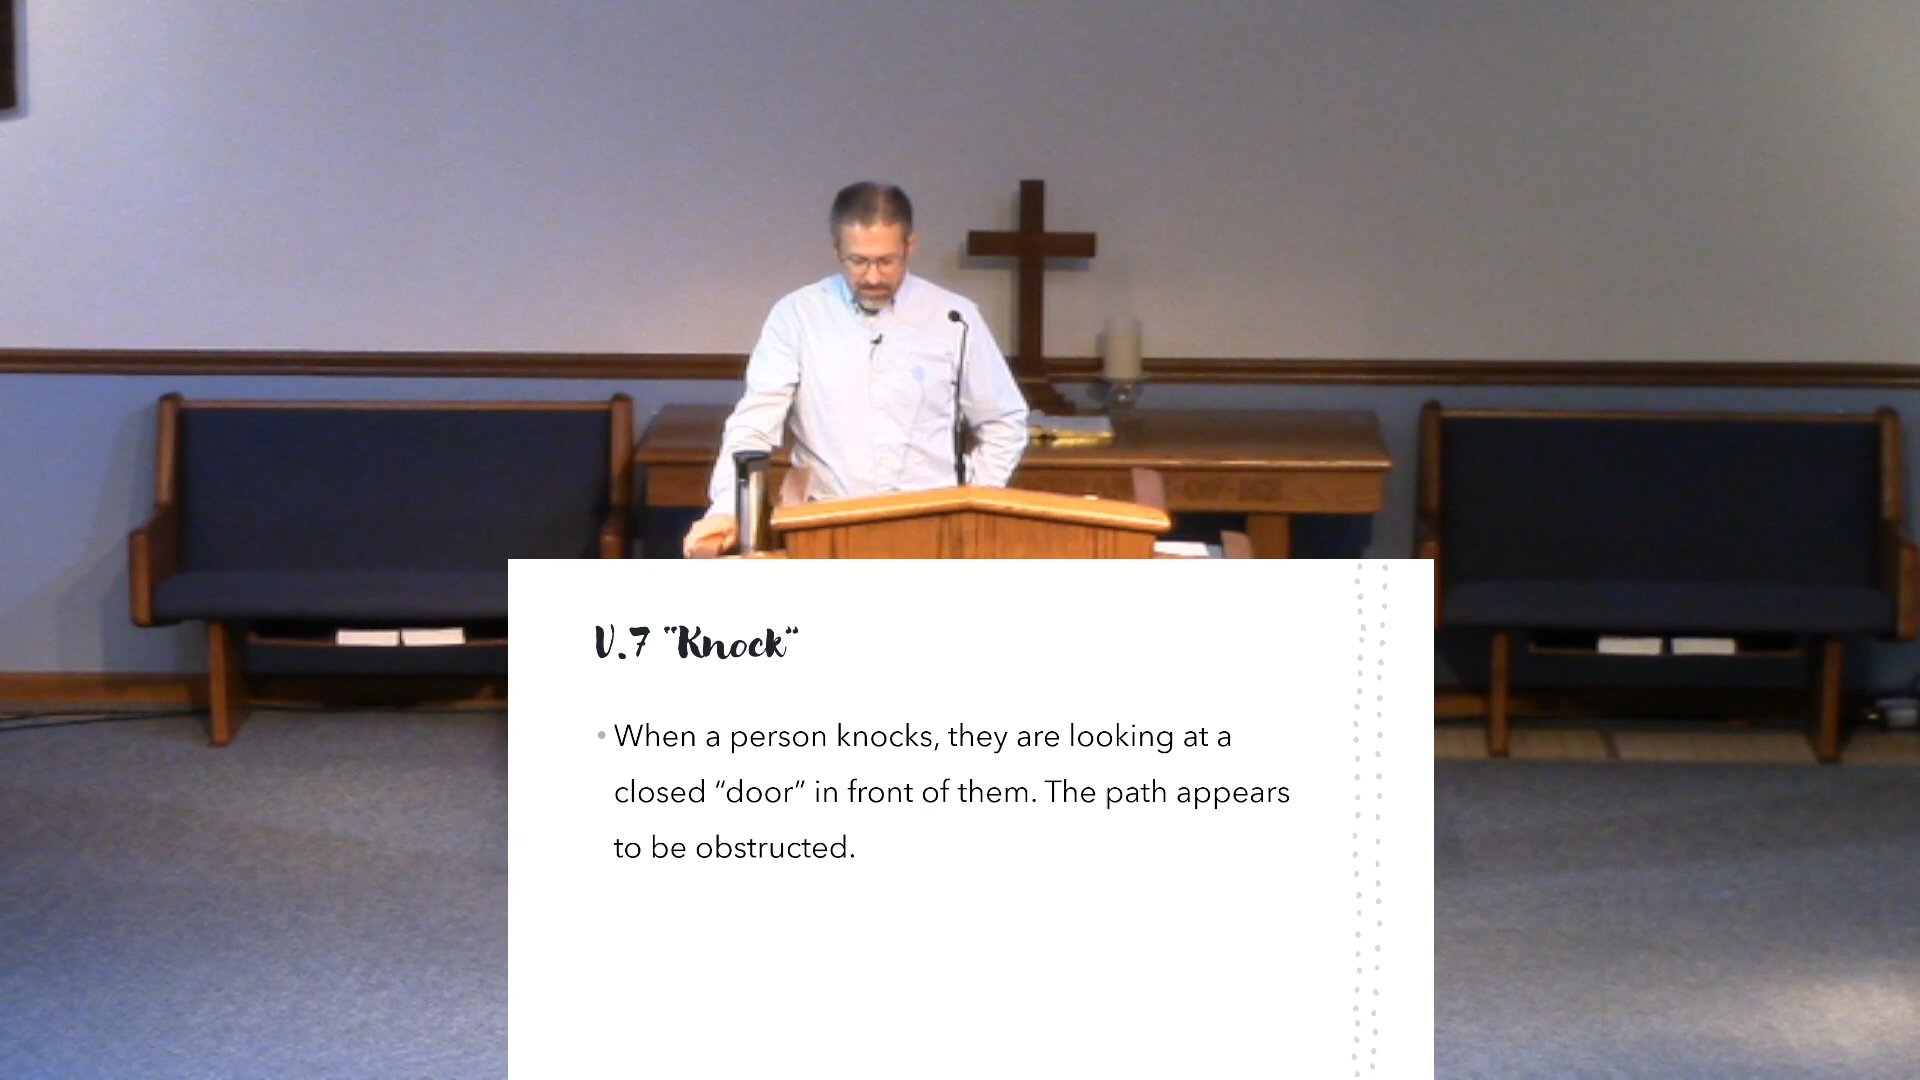 V.7 "Knock"
• When a person knocks, they are looking at a
closed “door” in front of them. The path appears
to be obstructed.